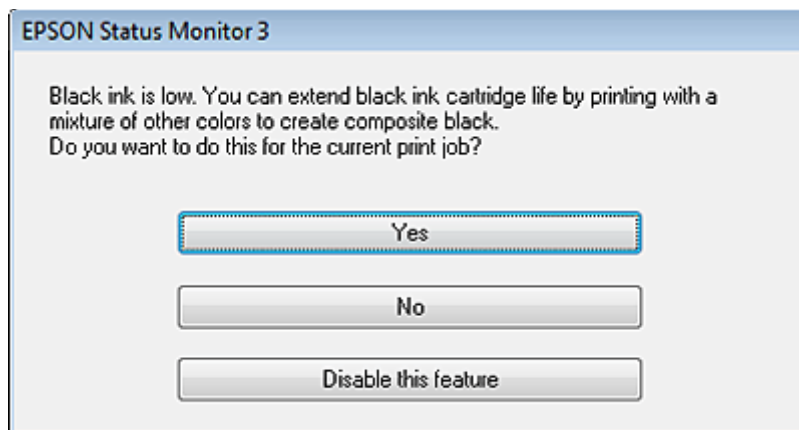 EPSON Status Monitor 3
Black ink is low. You can extend black ink cartridge life by printing with a
mixture of other colors to create composite black.
Do you want to do this for the current print job?
Yes
No
Disable this feature